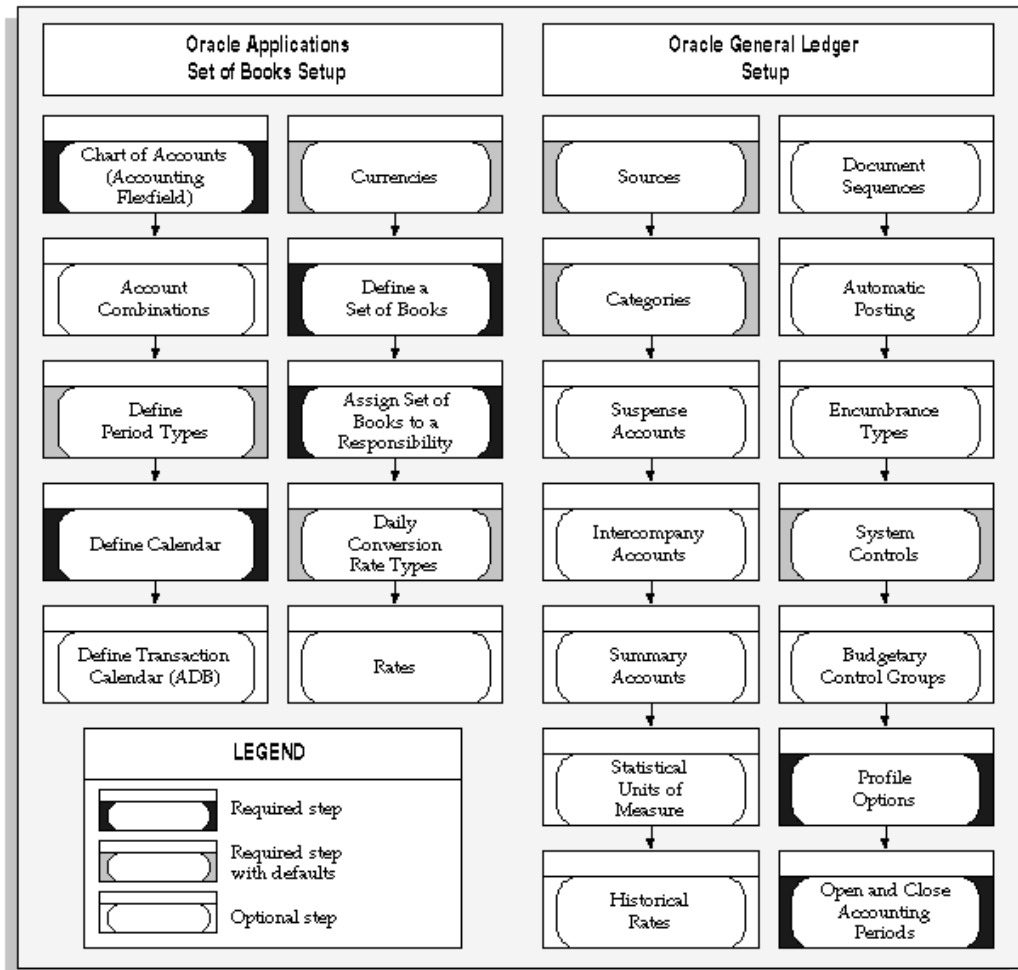 Oracle Applications
Set of Books Setup
Oracle General Ledger
Setup
Chart of Accounts
(Accounting
Flexfield)
Account
Combinations
Define
Period Types
Define Calendar
Define Transaction
Calendar (ADB)
Currencies
Define a
Set of Books
Assign Set of
Books to a
Responsibility
Daily
Conversion
Rate Types
Rates
Sources
Categories
Suspense
Accounts
Intercompany
Accounts
Summary
Accounts
Statistical
Units of
Measure
Historical
Rates
Document
Sequences
Automatic
Posting
Encumbrance
Types
System
Controls
Budgetary
Control Groups
Profile
Options
Open and Close
Accounting
Periods
LEGEND
Required step
Required step
with defaults
Optional step